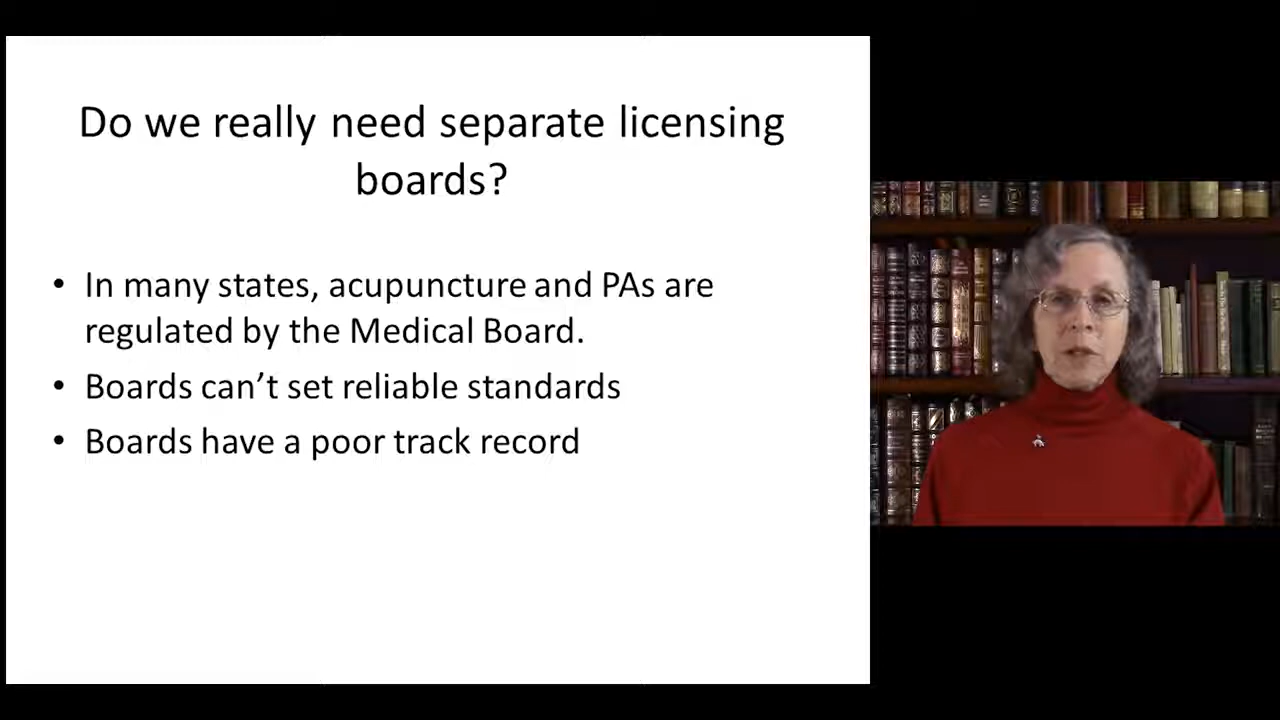 Do we really need separate licensing
boards?
• In many states, acupuncture and PAs are
regulated by the Medical Board.
• Boards can’t set reliable standards
• Boards have a poor track record